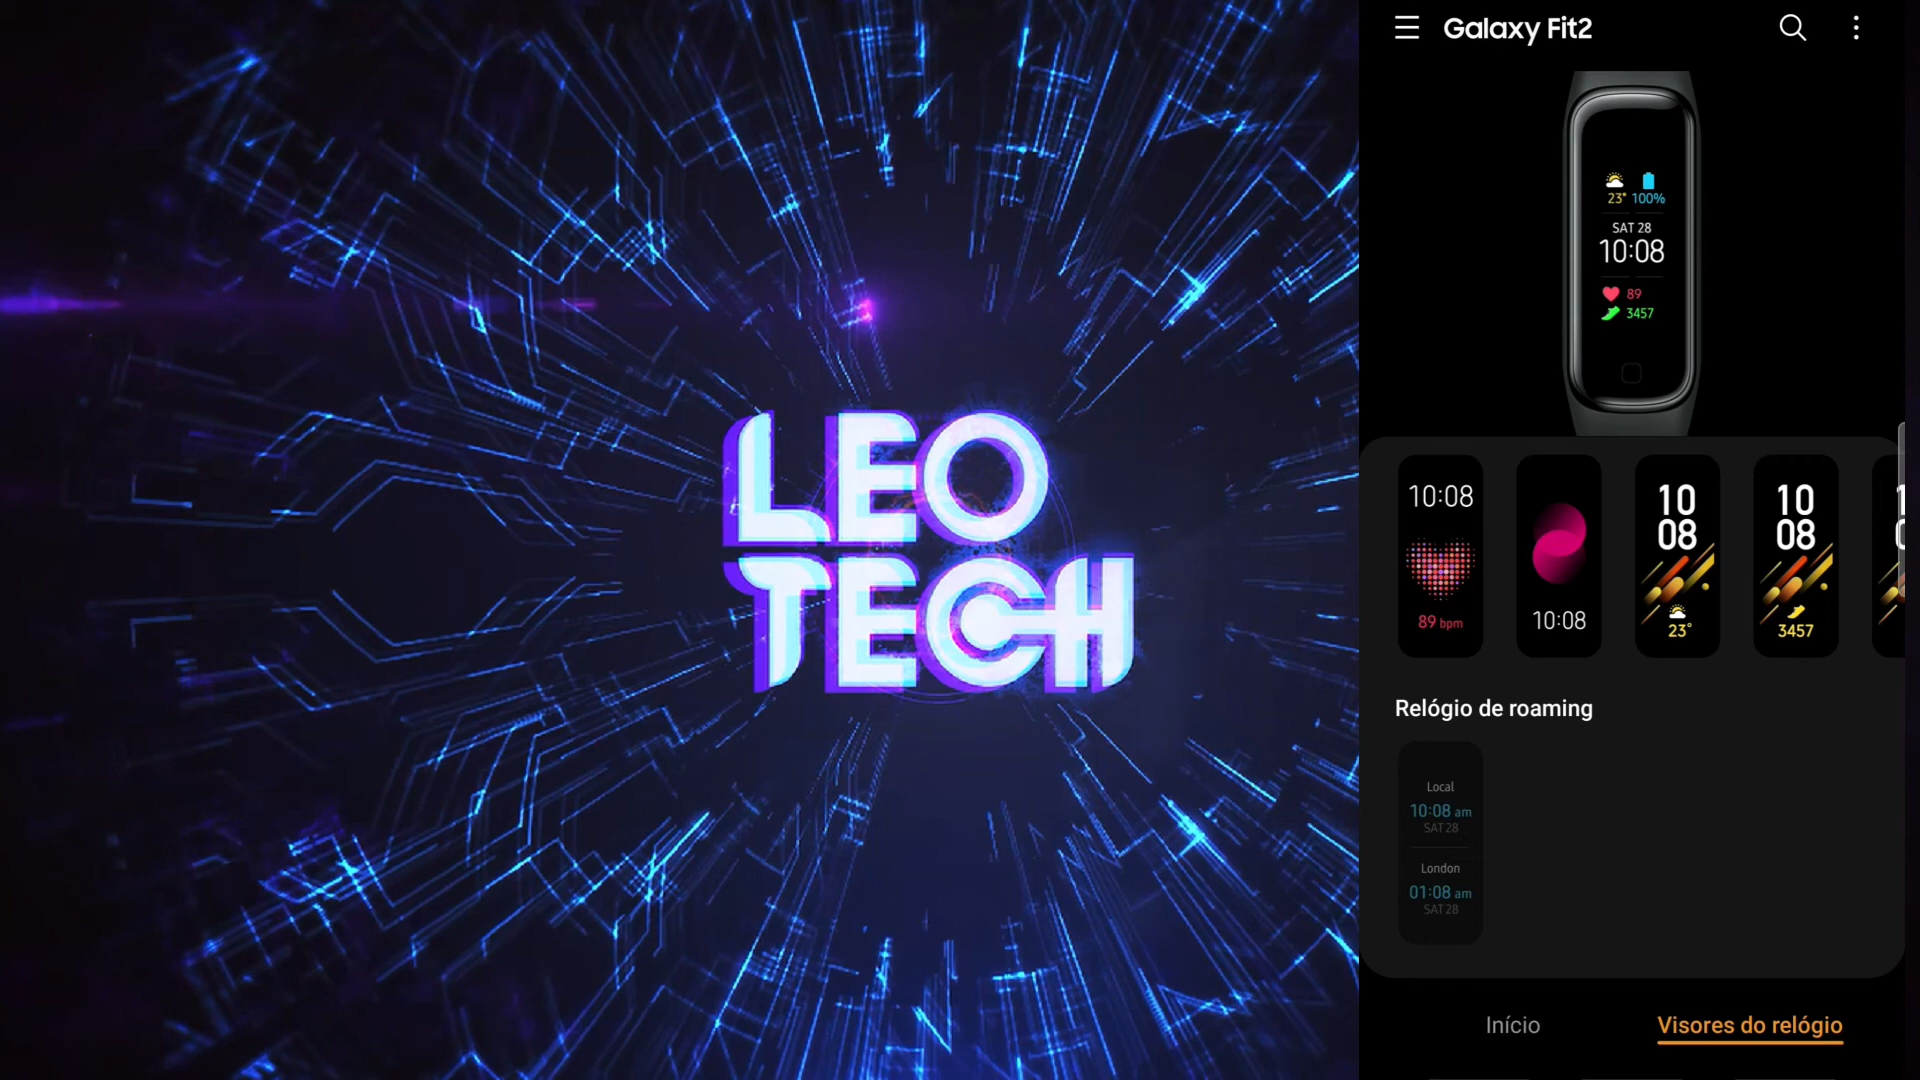 LEO
TECH
Galaxy Fit2
23° 100%
SAT 28
10:08
89
3457
10:08
89 bpm
10:08
10
08
23°
10
08
3457
Relógio de roaming
Local
10:08 am
SAT 28
London
01:08 am
SAT 28
Início
Visores do relógio